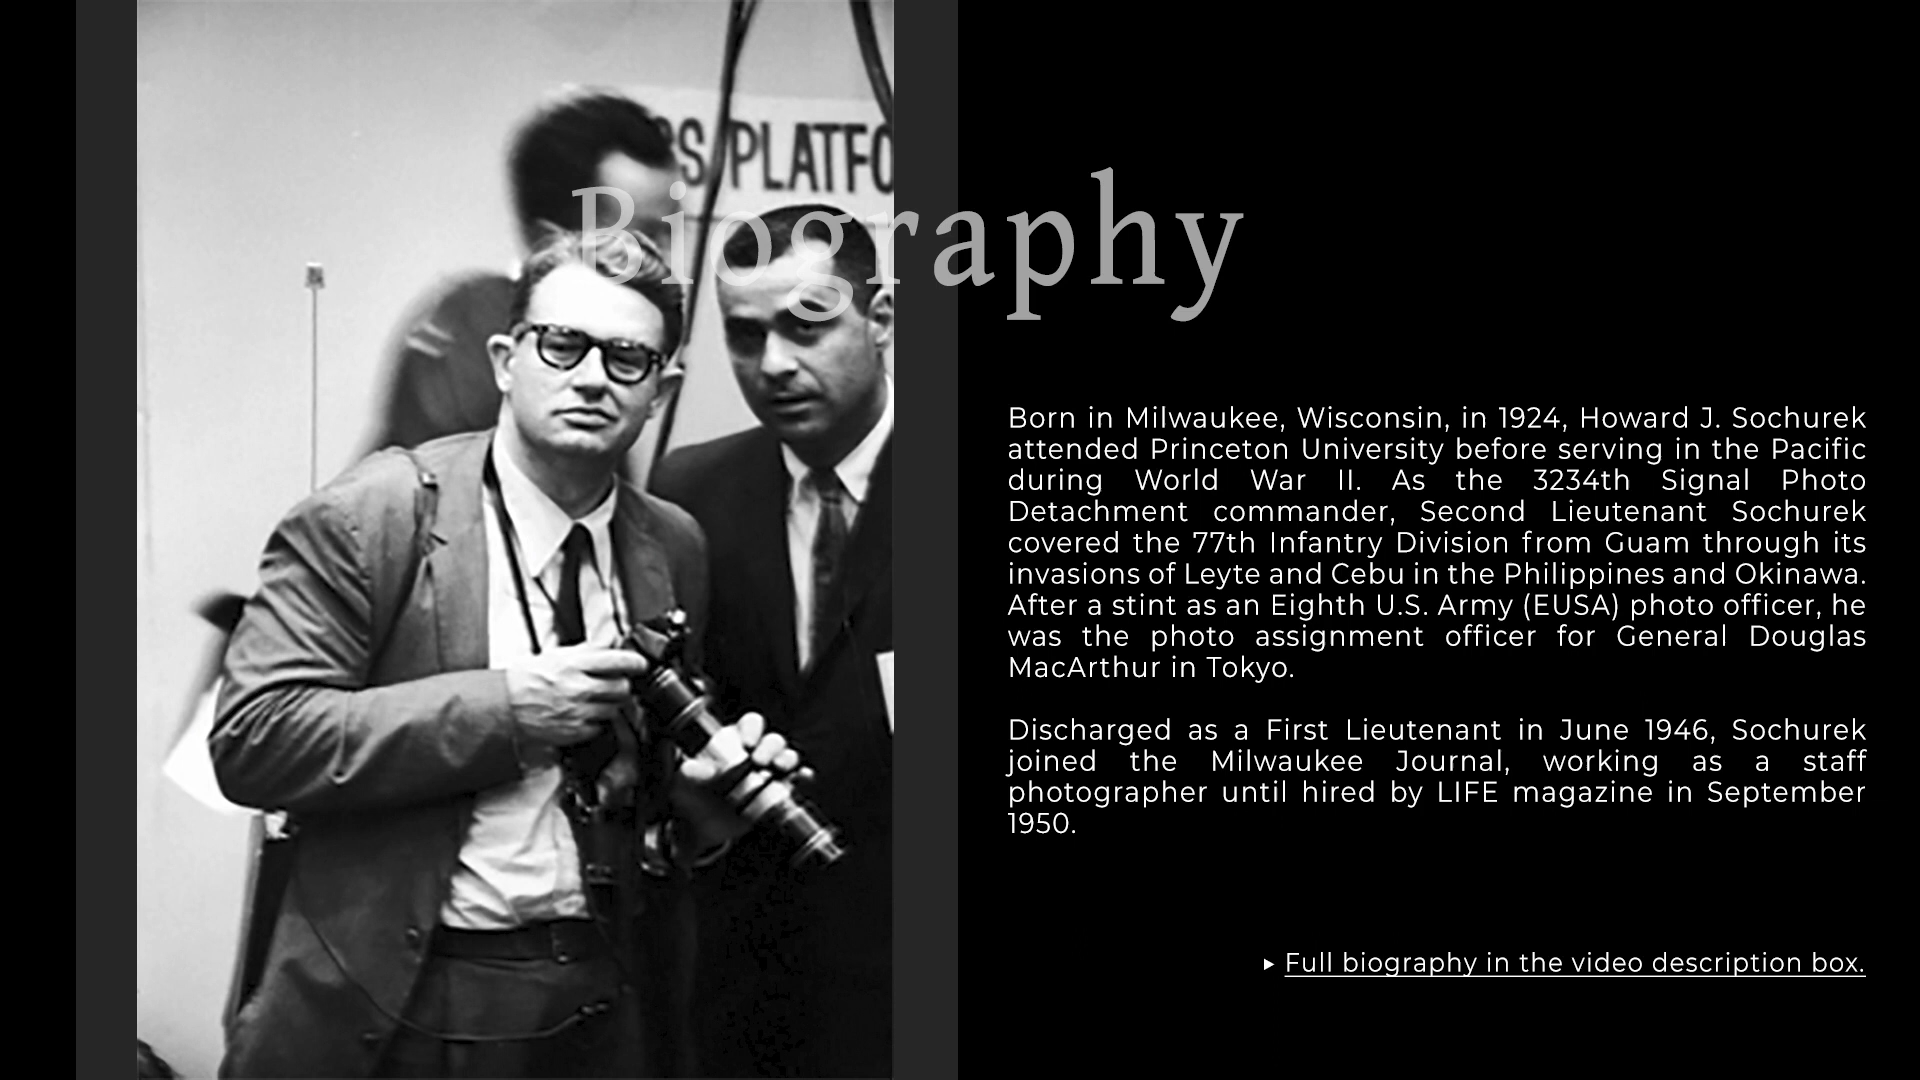 S PLATFO
Biography
Born in Milwaukee, Wisconsin, in 1924, Howard J. Sochurek
attended Princeton University before serving in the Pacific
during World War II. As the 3234th Signal Photo
Detachment commander, Second Lieutenant Sochurek
covered the 77th Infantry Division from Guam through its
invasions of Leyte and Cebu in the Philippines and Okinawa.
After a stint as an Eighth U.S. Army (EUSA) photo officer, he
was the photo assignment officer for General Douglas
MacArthur in Tokyo.
Discharged as a First Lieutenant in June 1946, Sochurek
joined the Milwaukee Journal, working as a staff
photographer until hired by LIFE magazine in September
1950.
Full biography in the video description box.